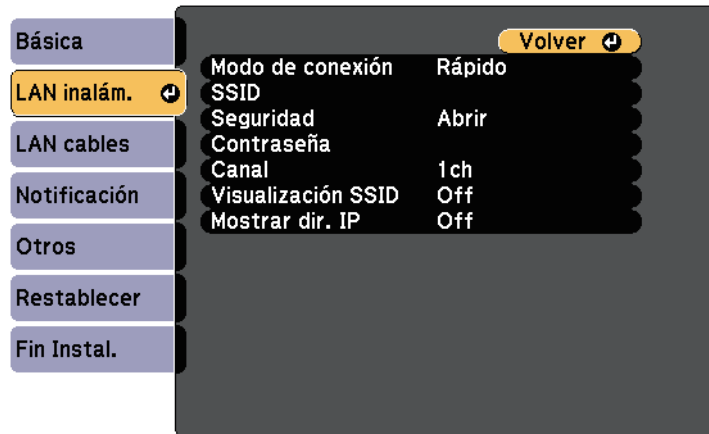 Básica
LAN inalám.
LAN cables
Notificación
Otros
Restablecer
Fin Instal.
Volver
Modo de conexión Rápido
SSID
Seguridad Abrir
Contraseña
Canal 1ch
Visualización SSID Off
Mostrar dir. IP Off